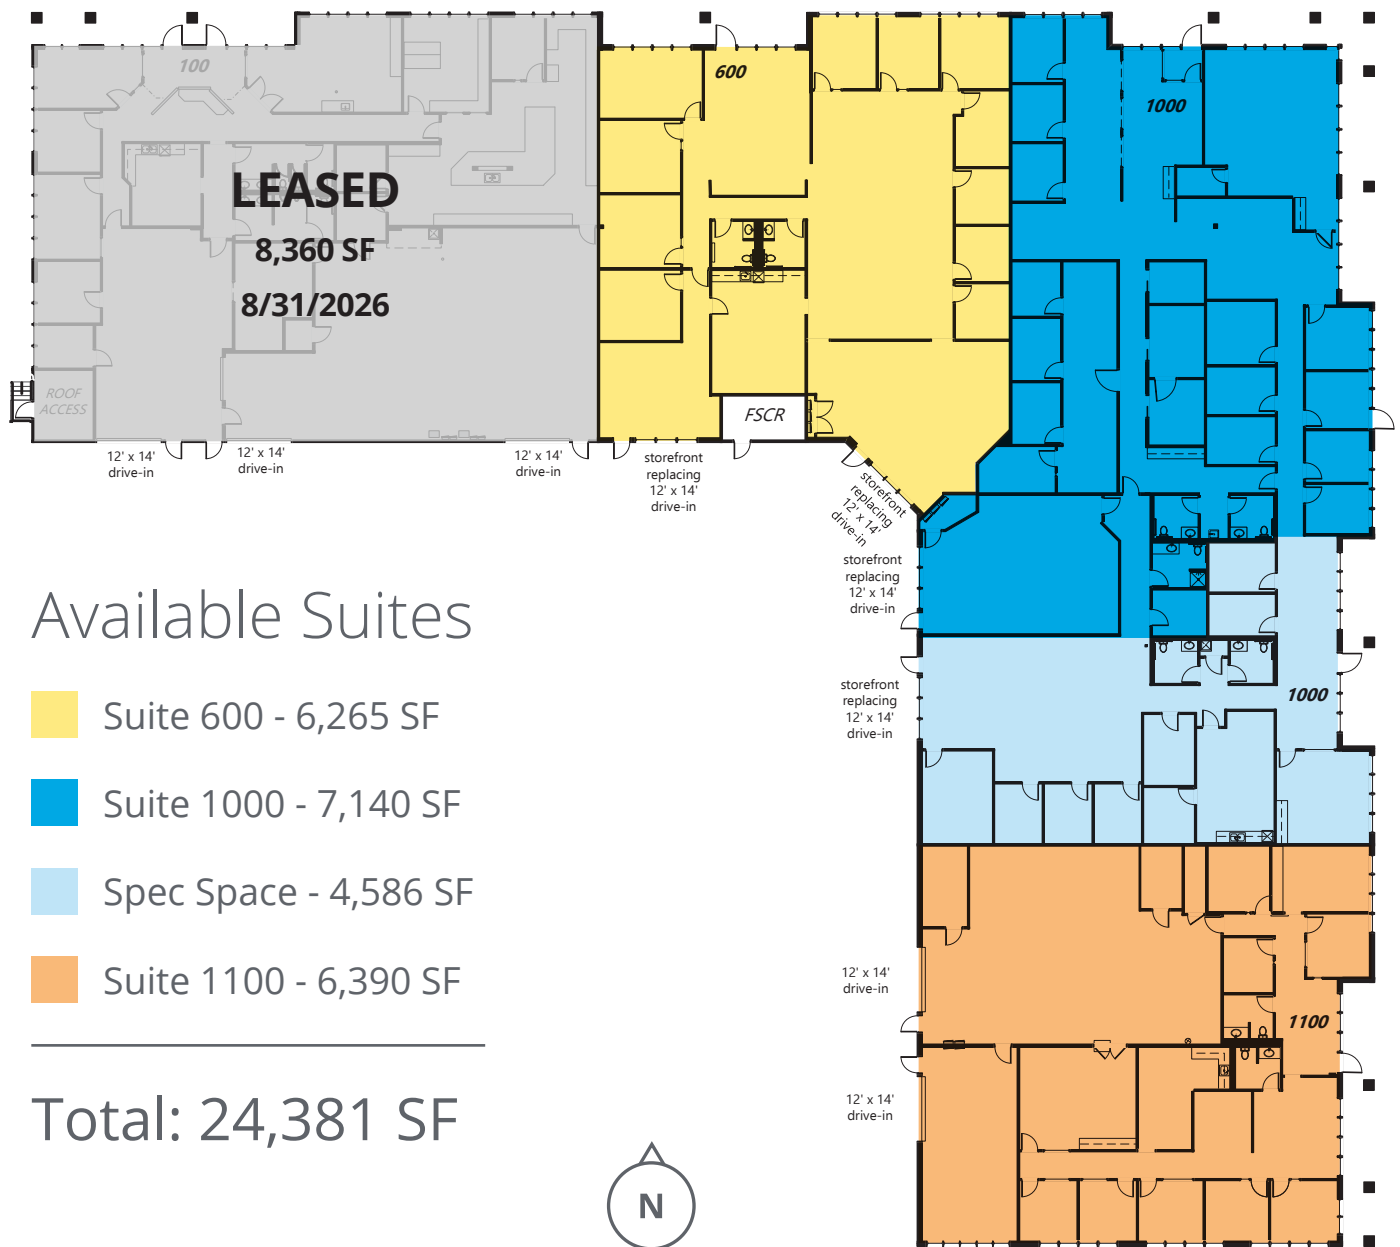 100
600
1000
LEASED
8,360 SF
8/31/2026
ROOF
ACCESS
FSCR
12' x 14'
drive-in
12' x 14'
drive-in
12' x 14'
drive-in
storefront
replacing
12' x 14'
drive-in
storefront
replacing
12' x 14'
drive-in
storefront
replacing
12' x 14'
drive-in
storefront
replacing
12' x 14'
drive-in
1000
12' x 14'
drive-in
1100
12' x 14'
drive-in
Available Suites
Suite 600 - 6,265 SF
Suite 1000 - 7,140 SF
Spec Space - 4,586 SF
Suite 1100 - 6,390 SF
Total: 24,381 SF
N